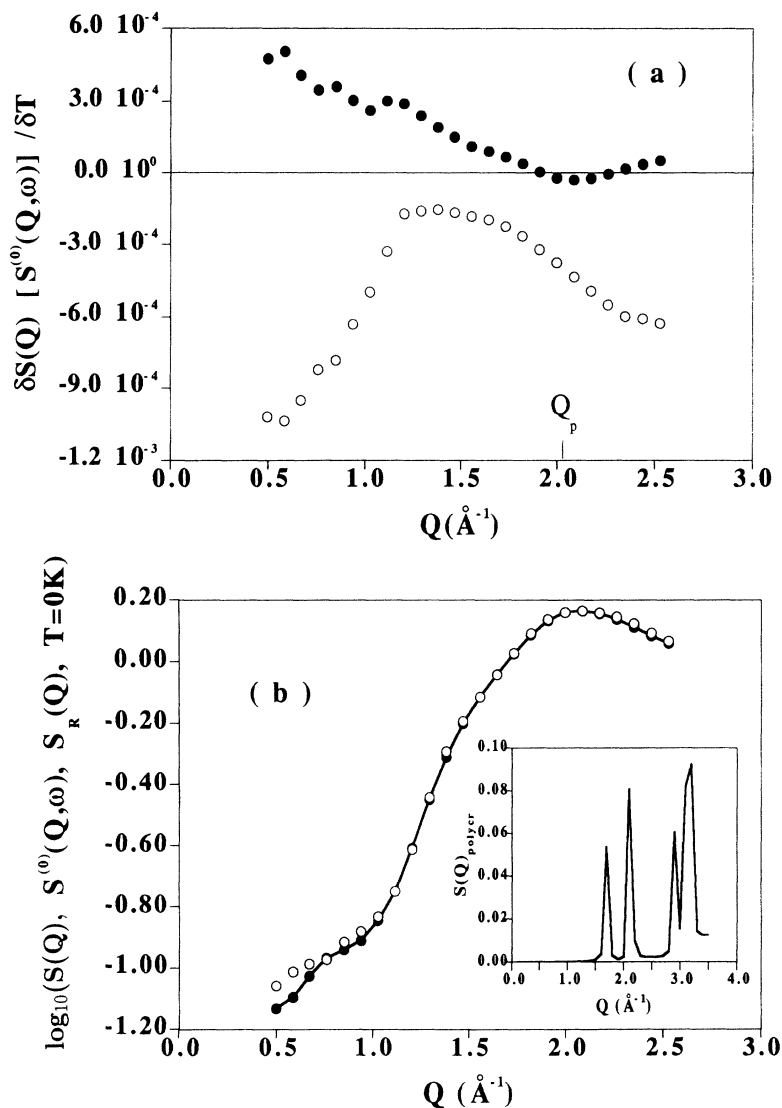 δS(Q) [ S⁽⁰⁾(Q,ω)] /δT
6.0 10⁻⁴
3.0 10⁻⁴
0.0 10⁰
-3.0 10⁻⁴
-6.0 10⁻⁴
-9.0 10⁻⁴
-1.2 10⁻³
( a )
Qₚ
0.0 0.5 1.0 1.5 2.0 2.5 3.0
Q(Å⁻¹)
log₁₀(S(Q), S⁽⁰⁾(Q,ω), S_R(Q), T=0K)
0.20
0.00
-0.20
-0.40
-0.60
-0.80
-1.00
-1.20
( b )
S(Q)polycr
0.10
0.08
0.06
0.04
0.02
0.00
0.0 1.0 2.0 3.0 4.0
Q (Å⁻¹)
0.0 0.5 1.0 1.5 2.0 2.5 3.0
Q (Å⁻¹)